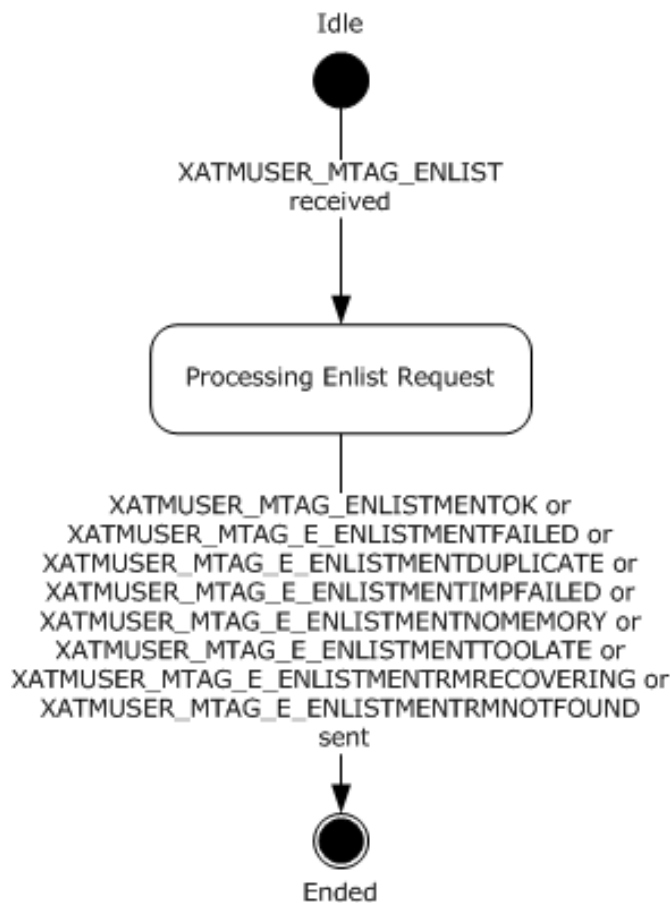 Idle
XATMUSER_MTAG_ENLIST
received
Processing Enlist Request
XATMUSER_MTAG_ENLISTMENTOK or
XATMUSER_MTAG_E_ENLISTMENTFAILED or
XATMUSER_MTAG_E_ENLISTMENTDUPLICATE or
XATMUSER_MTAG_E_ENLISTMENTIMPFAILED or
XATMUSER_MTAG_E_ENLISTMENTNOMEMORY or
XATMUSER_MTAG_E_ENLISTMENTTOOLATE or
XATMUSER_MTAG_E_ENLISTMENTRMRECOVERING or
XATMUSER_MTAG_E_ENLISTMENTRMNOTFOUND
sent
Ended